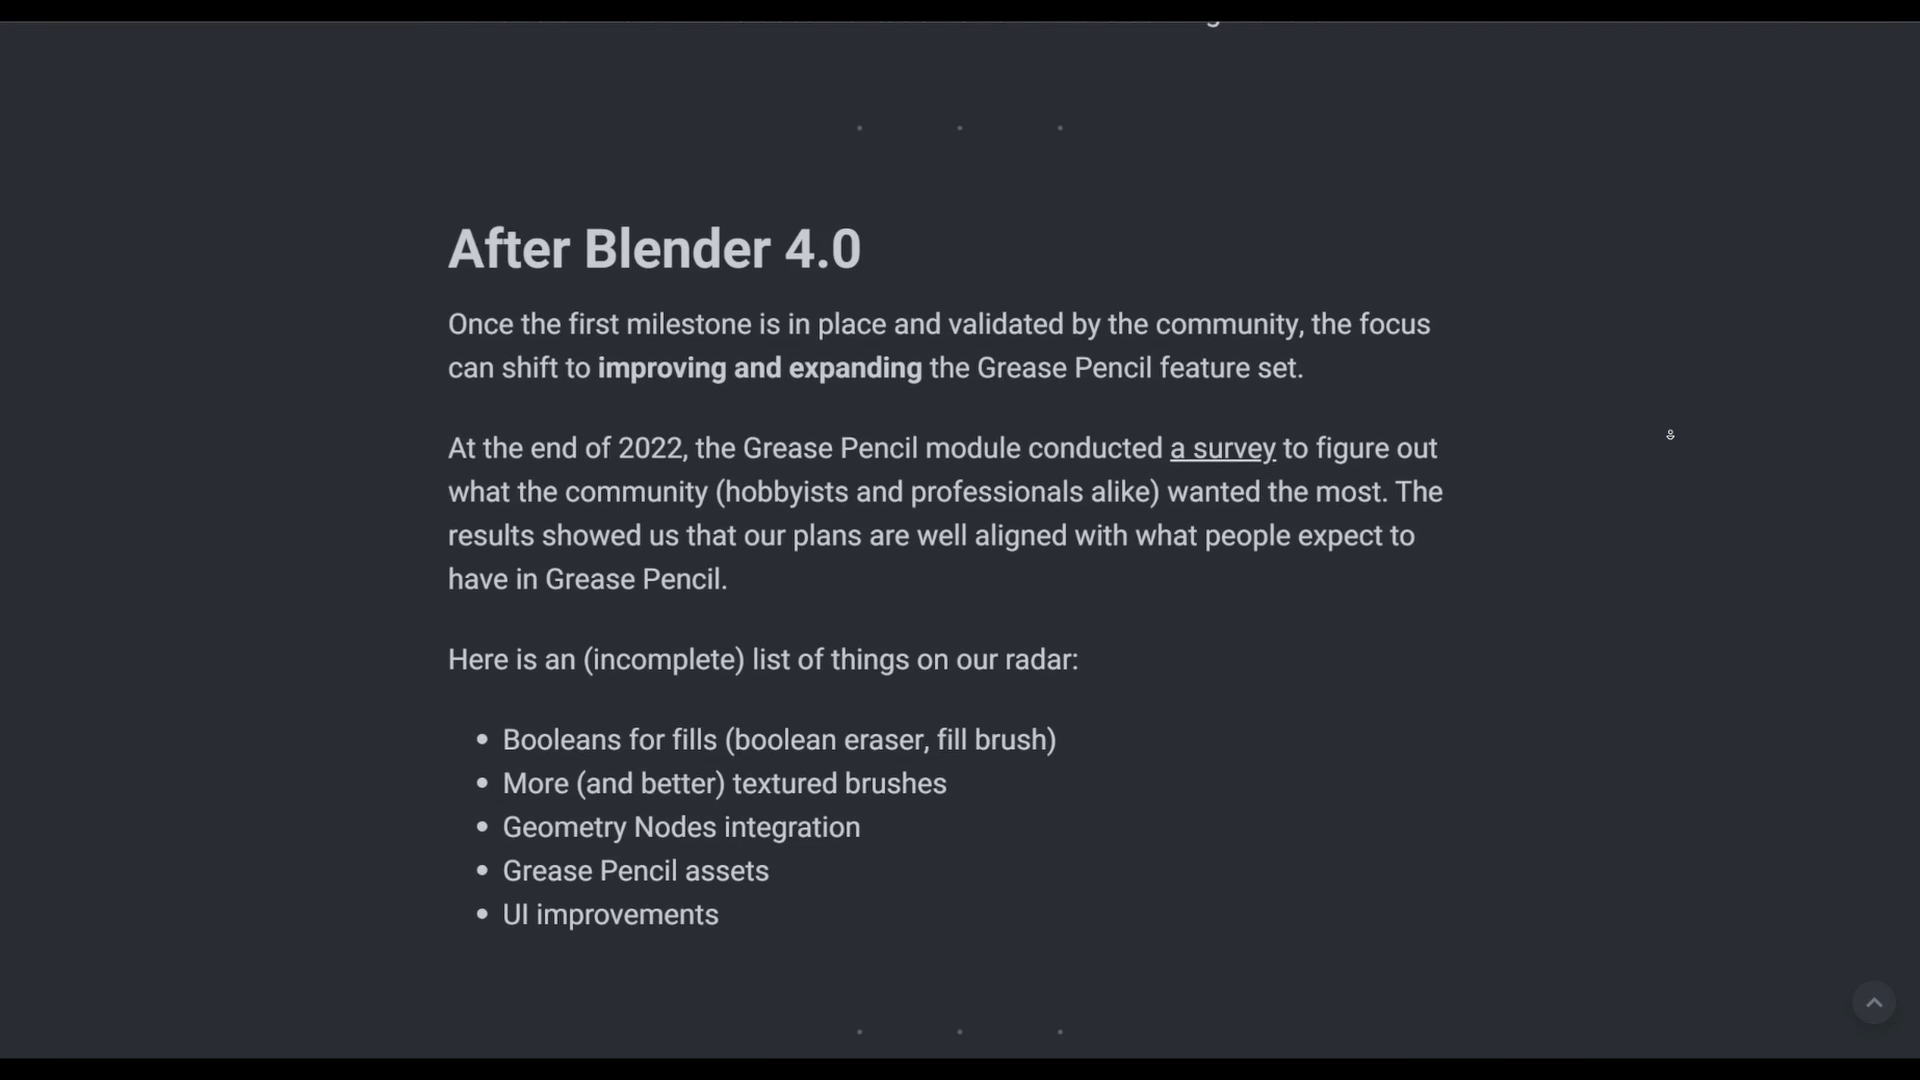 After Blender 4.0
Once the first milestone is in place and validated by the community, the focus
can shift to improving and expanding the Grease Pencil feature set.
At the end of 2022, the Grease Pencil module conducted a survey to figure out
what the community (hobbyists and professionals alike) wanted the most. The
results showed us that our plans are well aligned with what people expect to
have in Grease Pencil.
Here is an (incomplete) list of things on our radar:
• Booleans for fills (boolean eraser, fill brush)
• More (and better) textured brushes
• Geometry Nodes integration
• Grease Pencil assets
• UI improvements